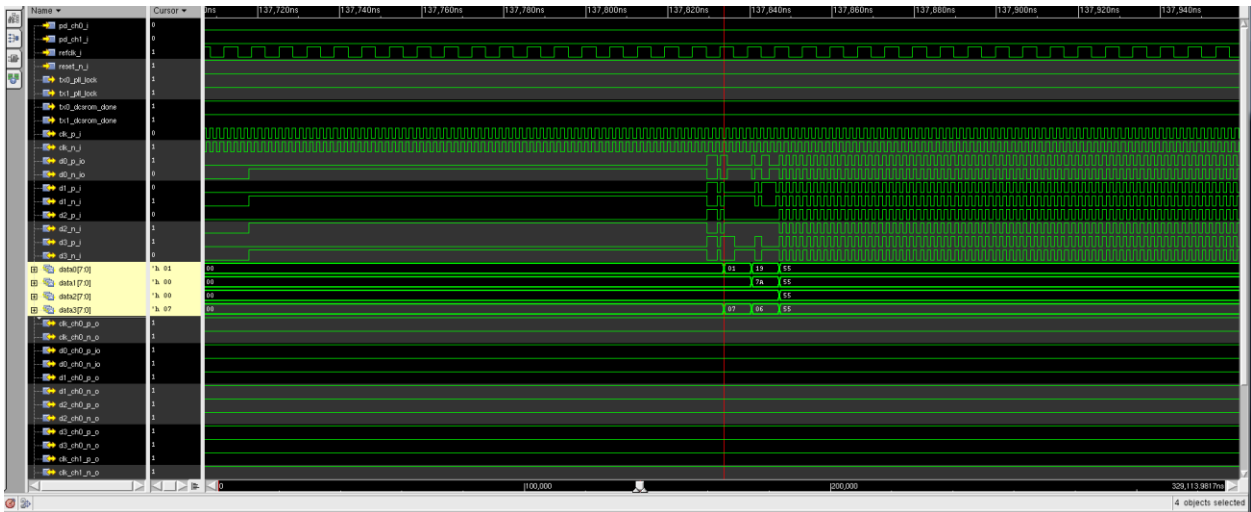 Name Cursor 0ns |137,720ns |137,740ns |137,760ns |137,780ns |137,800ns |137,820ns |137,840ns |137,860ns |137,880ns |137,900ns |137,920ns |137,940ns
pd_ch0_i 0
pd_ch1_i 0
refclk_i 1
reset_n_i 1
tx0_pll_lock 1
tx1_pll_lock 1
tx0_dcsrom_done 1
tx1_dcsrom_done 1
clk_p_i 0
clk_n_i 1
d0_p_io 1
d0_n_io 0
d1_p_i 0
d1_n_i 1
d2_p_i 0
d2_n_i 1
d3_p_i 1
d3_n_i 0
data0[7:0] 'h 01 00 01 19 55
data1[7:0] 'h 00 00 7A 55
data2[7:0] 'h 00 00 55
data3[7:0] 'h 07 00 07 06 55
clk_ch0_p_o 1
clk_ch0_n_o 1
d0_ch0_p_io 1
d0_ch0_n_io 1
d1_ch0_p_o 1
d1_ch0_n_o 1
d2_ch0_p_o 1
d2_ch0_n_o 1
d3_ch0_p_o 1
d3_ch0_n_o 1
clk_ch1_p_o 1
clk_ch1_n_o 1
0 |100,000 |200,000 329,113.9817ns
4 objects selected